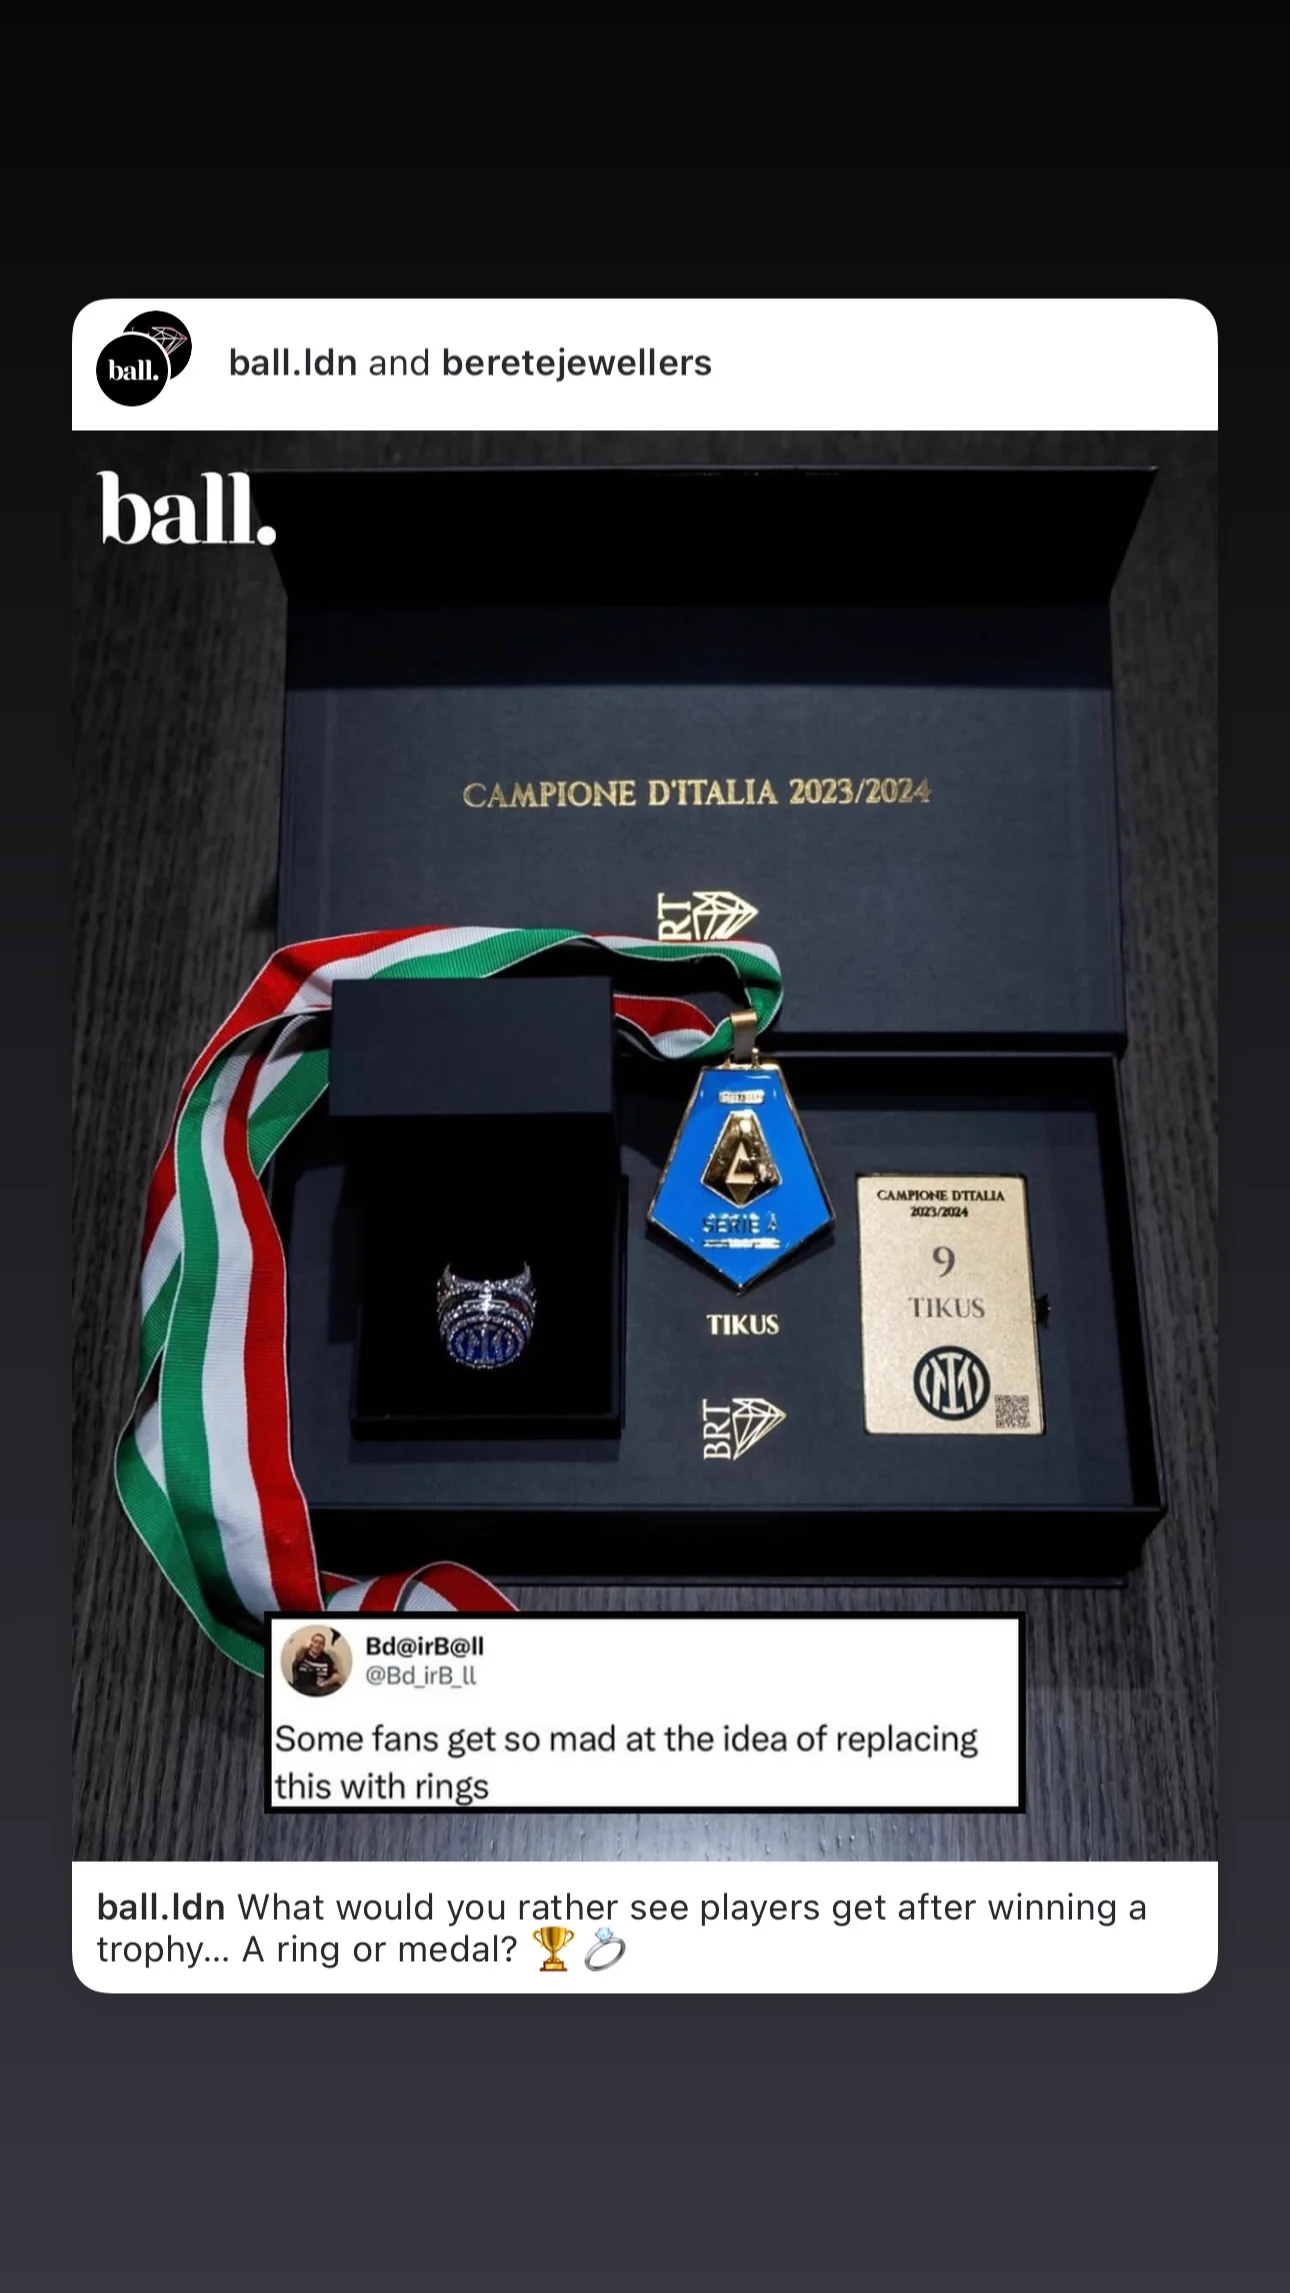 ball.
ball.ldn and beretejewellers
ball.
CAMPIONE D'ITALIA 2023/2024
BRT
SERIE A
CAMPIONE D'ITALIA
2023/2024
9
TIKUS
TIKUS
BRT
Bd@irB@ll
@Bd_irB_ll
Some fans get so mad at the idea of replacing
this with rings
ball.ldn What would you rather see players get after winning a
trophy... A ring or medal? 🏆💍